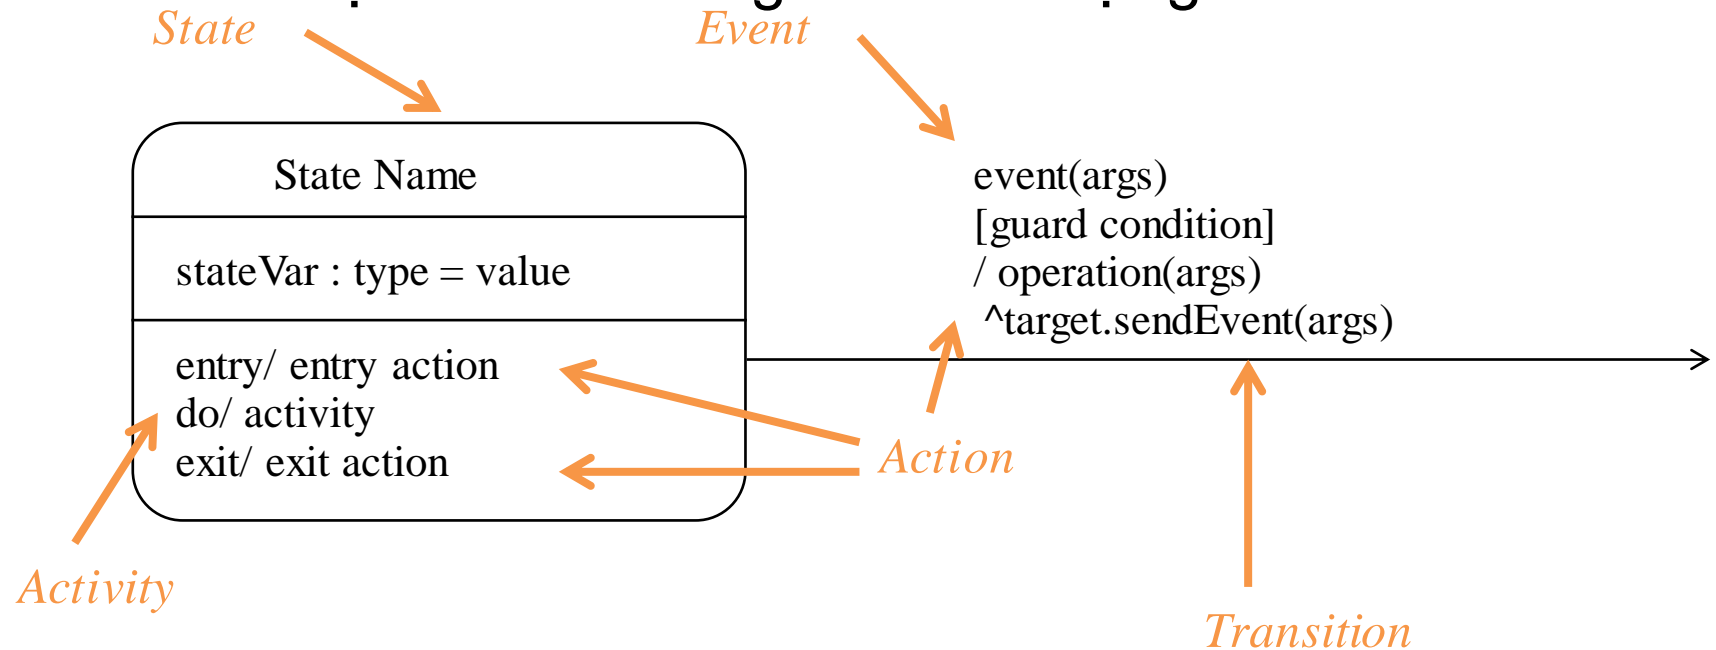 State
Event
State Name
stateVar : type = value
entry/ entry action
do/ activity
exit/ exit action
event(args)
[guard condition]
/ operation(args)
^target.sendEvent(args)
Action
Activity
Transition